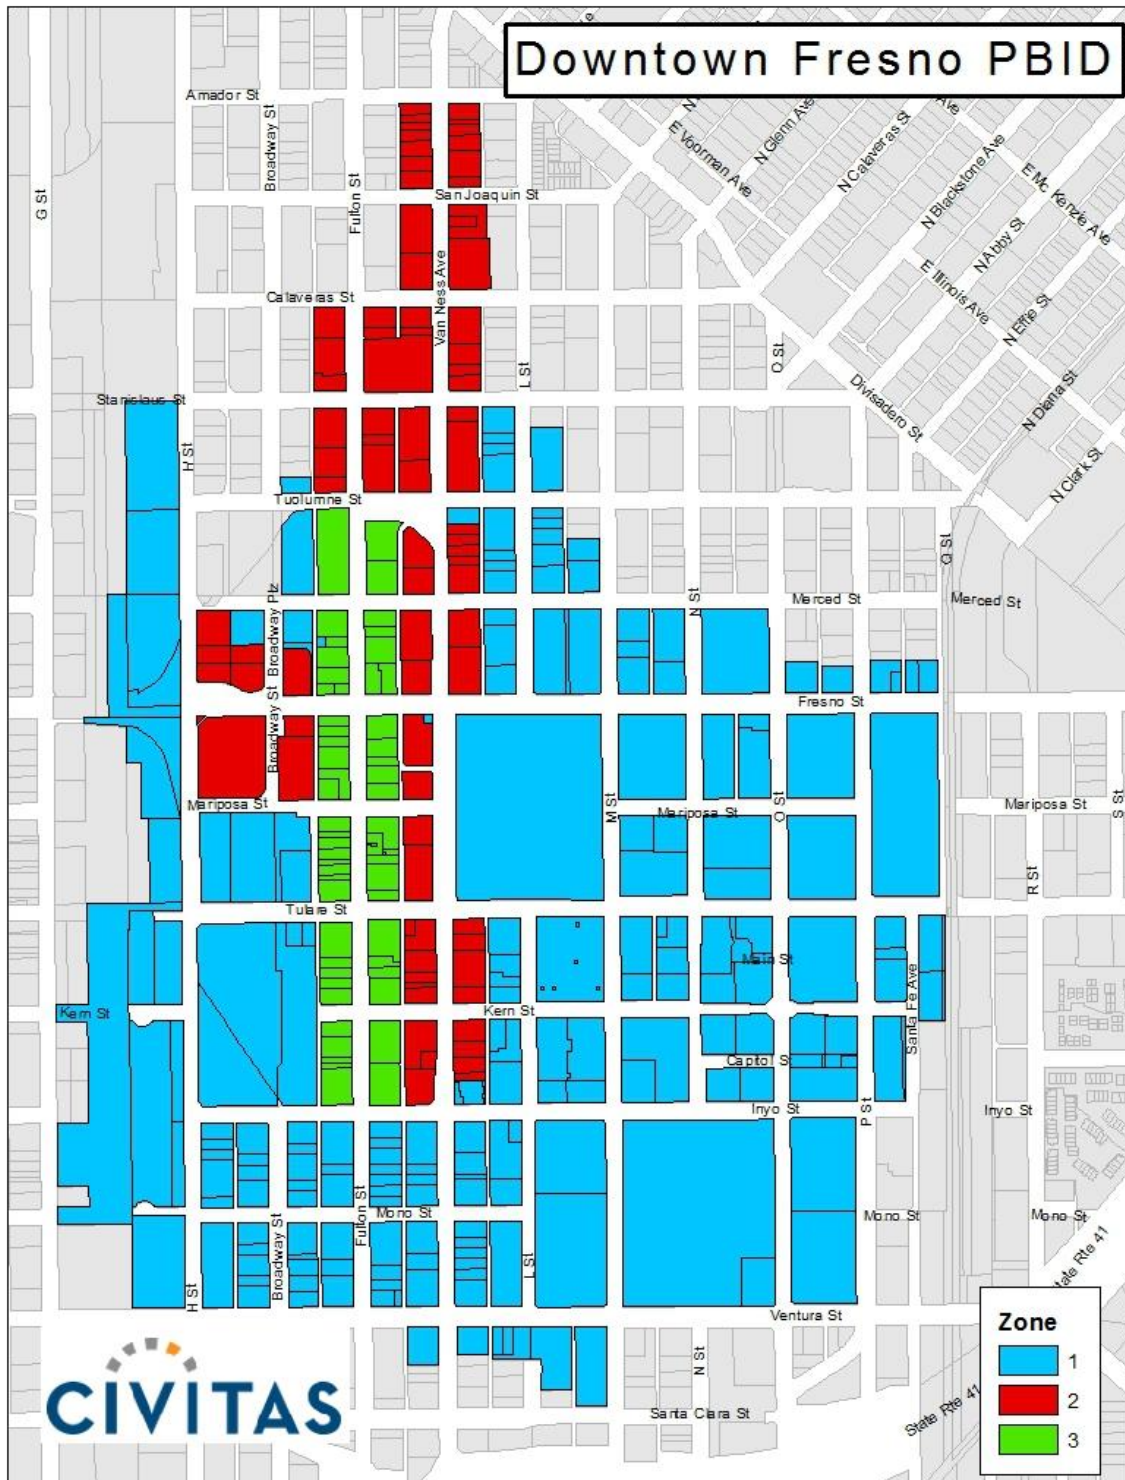 Downtown Fresno PBID
Amador St
Broadway St
Fulton St
G St
San Joaquin St
E Voorman Ave
N Glenn Ave
N Calaveras St
N Blackstone Ave
E Mc Kenzie Ave
N Abby St
E Illinois Ave
N Effie St
Van Ness Ave
Calaveras St
L St
O St
Divisadero St
N Diana St
N Clark St
Stanislaus St
H St
Tuolumne St
Q St
Broadway Plz
N St
Merced St
Merced St
Fresno St
Broadway St
Mariposa St
M St
Mariposa St
O St
Mariposa St
S St
R St
Tulare St
Main St
Kern St
Kern St
Santa Fe Ave
Capitol St
Inyo St
P St
Inyo St
Fulton St
Mono St
Mono St
Mono St
Broadway St
H St
L St
State Rte 41
Ventura St
N St
Santa Clara St
State Rte 41
Zone
1
2
3
CIVITAS